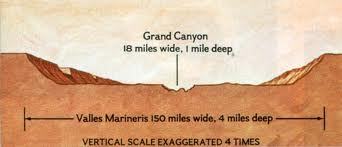 Grand Canyon
18 miles wide, 1 mile deep
Valles Marineris 150 miles wide, 4 miles deep
VERTICAL SCALE EXAGGERATED 4 TIMES